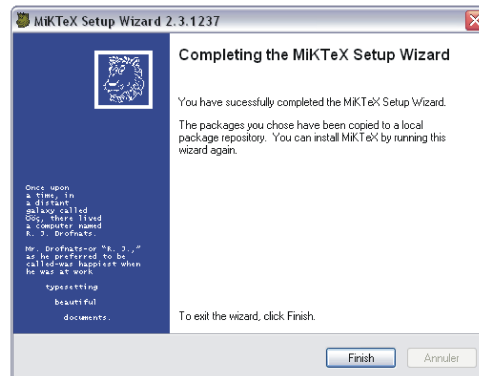 MiKTeX Setup Wizard 2.3.1237
Completing the MiKTeX Setup Wizard
You have sucessfully completed the MiKTeX Setup Wizard.
The packages you chose have been copied to a local
package repository. You can install MiKTeX by running this
wizard again.
Once upon
a time, in
a distant
galaxy called
Ööç, there lived
a computer named
R. J. Drofnats.
Mr. Drofnats-or "R. J.,"
as he preferred to be
called-was happiest when
he was at work
typesetting
beautiful
documents.
To exit the wizard, click Finish.
Finish
Annuler